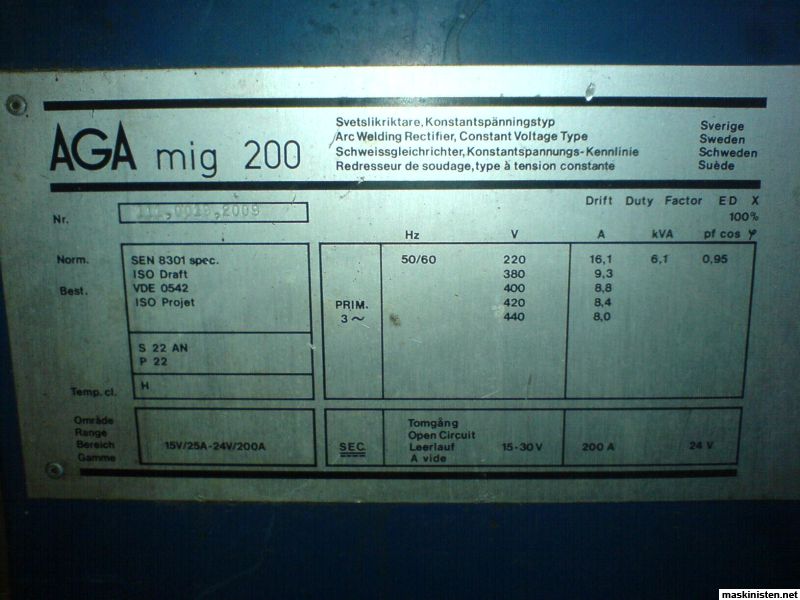 AGA mig 200
Svetslikriktare, Konstantspänningstyp
Arc Welding Rectifier, Constant Voltage Type
Schweissgleichrichter, Konstantspannungs-Kennlinie
Redresseur de soudage, type à tension constante
Sverige
Sweden
Schweden
Suède
Nr. 111,0019,2009
Drift Duty Factor ED X
100%
Hz V A kVA pf cos φ
Norm.
Best.
SEN 8301 spec.
ISO Draft
VDE 0542
ISO Projet
S 22 AN
P 22
Temp. cl. H
PRIM.
3 ~
50/60 220 16,1 6,1 0,95
380 9,3
400 8,8
420 8,4
440 8,0
Område
Range
Bereich
Gamme
15V/25A-24V/200A
SEC.
Tomgång
Open Circuit
Leerlauf 15-30 V 200 A 24 V
A vide
maskinisten.net